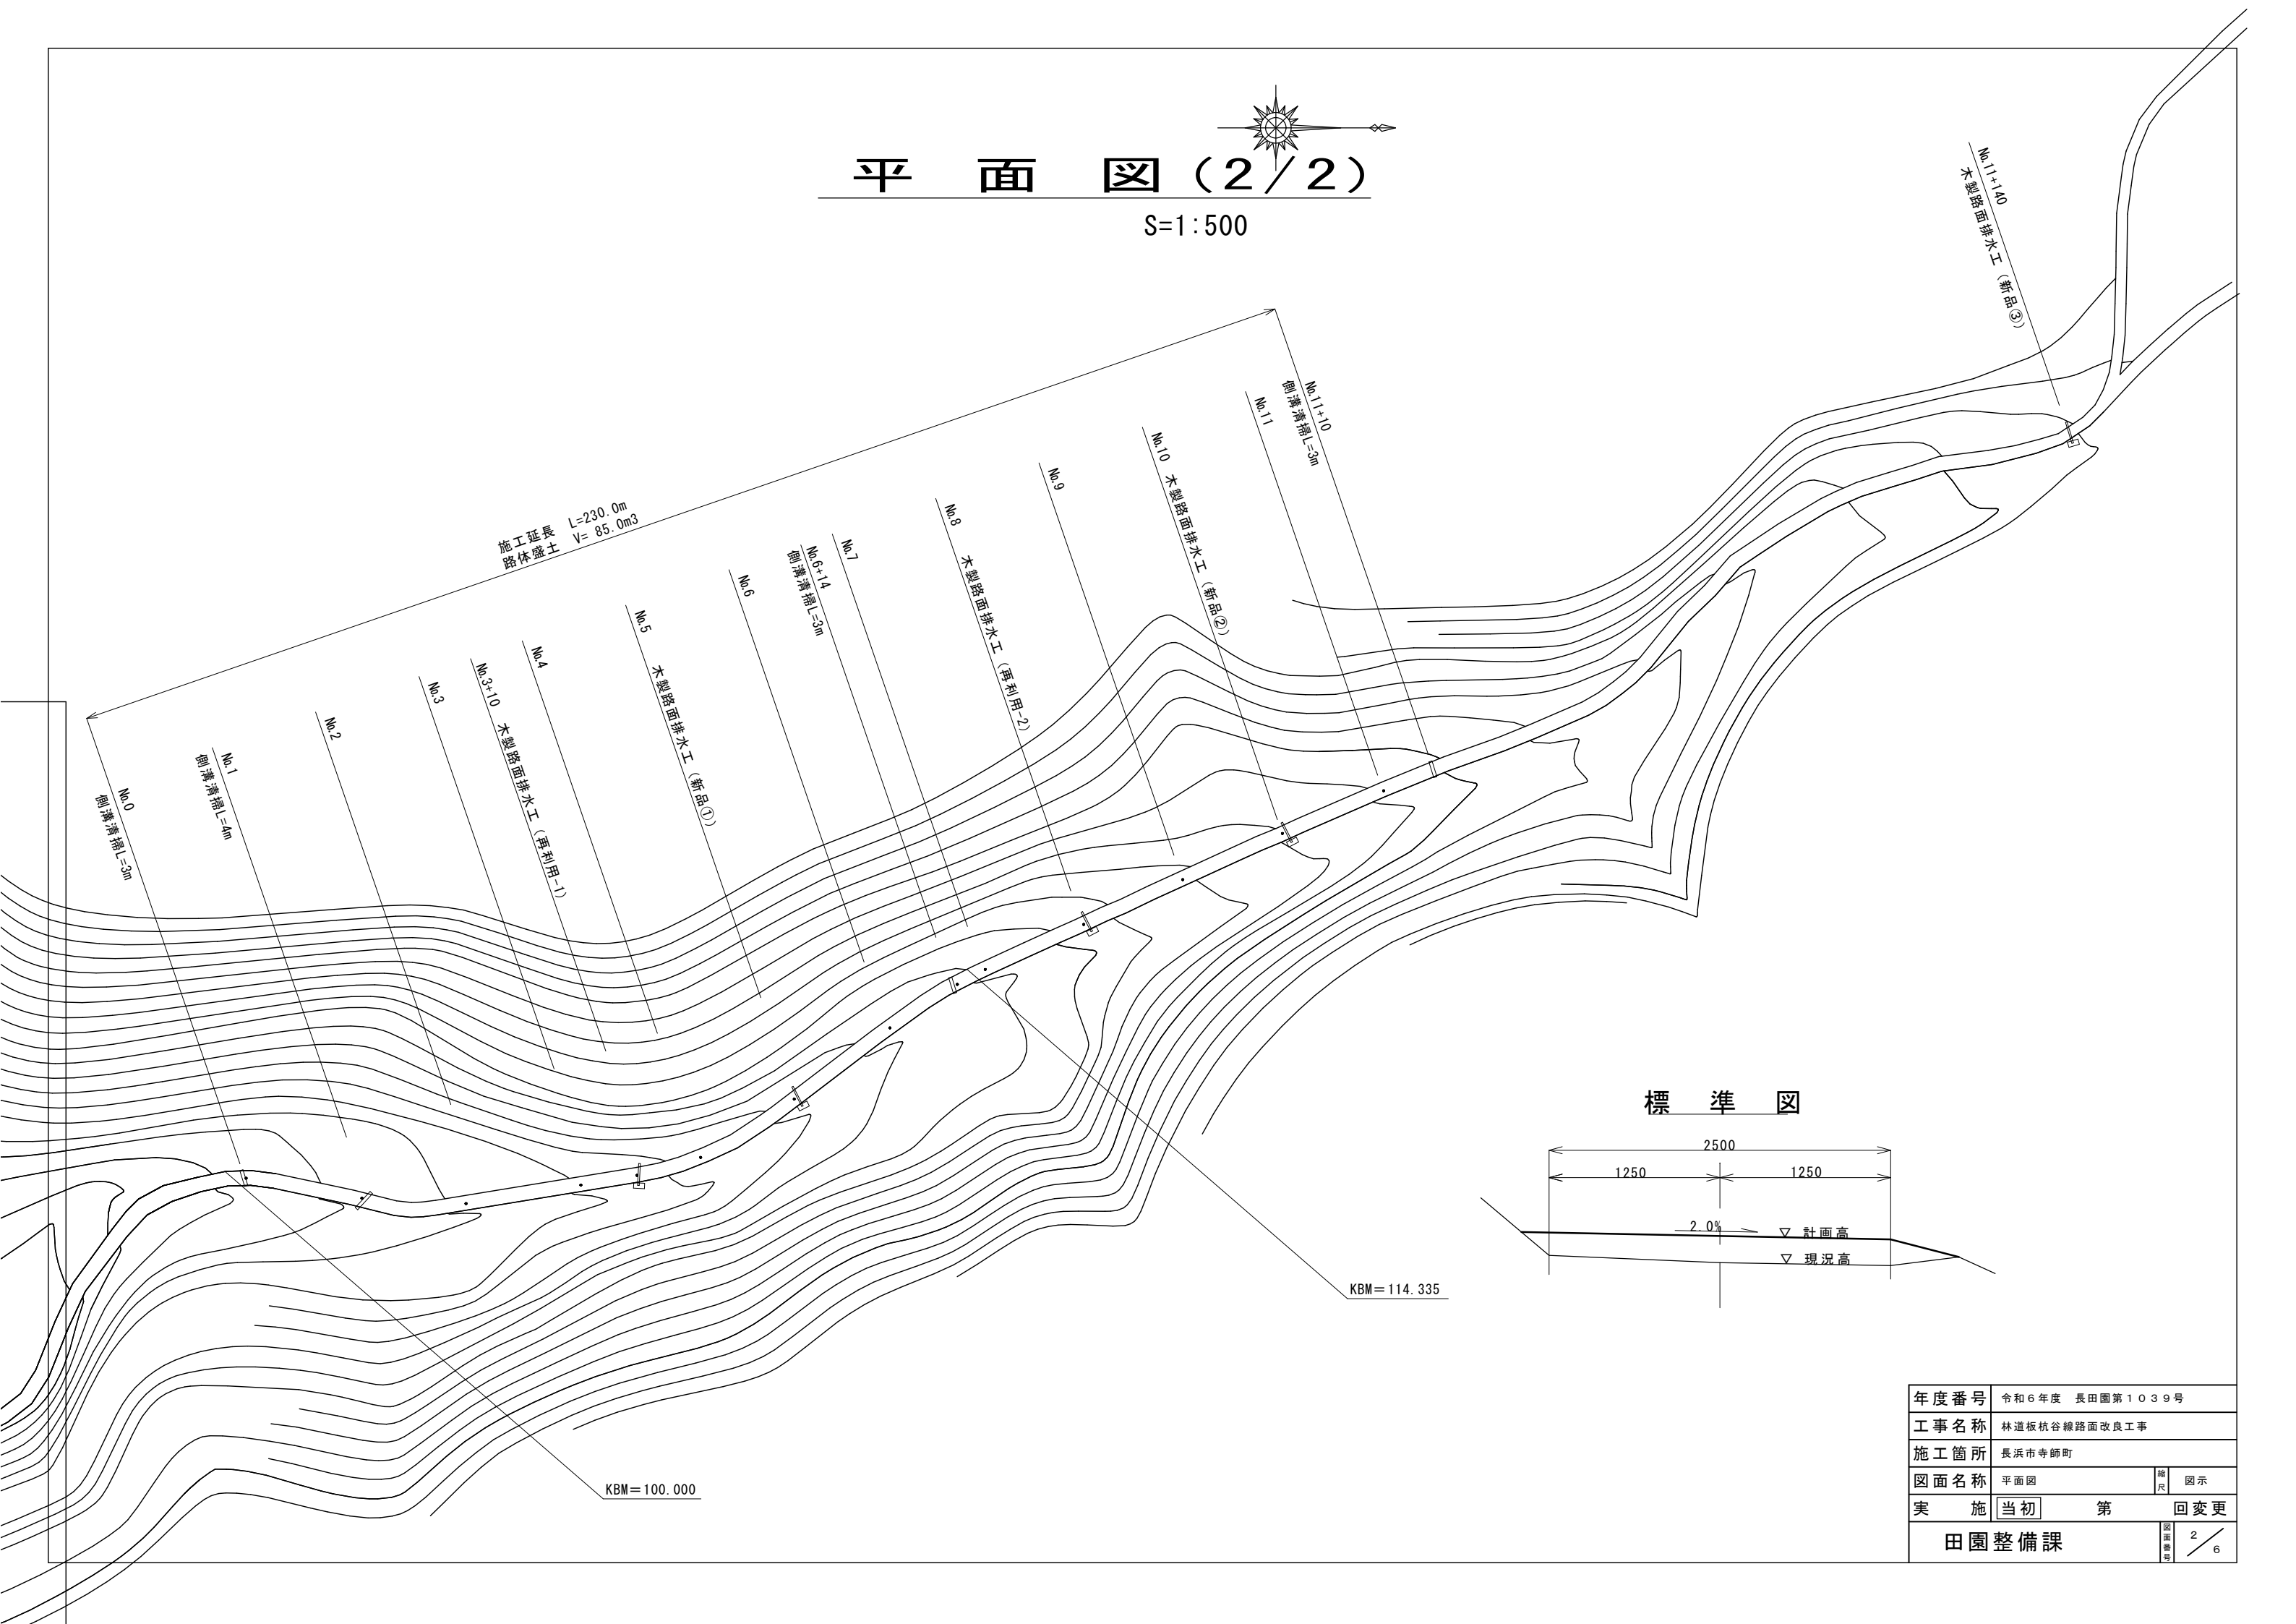 平　面　図（２／２）
S=1:500
施工延長　L=230.0m
路体盛土　V= 85.0m3
No.0
側溝清掃L=3m
No.1
側溝清掃L=4m
No.2
No.3
No.3+10　木製路面排水工（再利用-1）
No.4
No.5　木製路面排水工（新品①）
No.6
No.6+14
側溝清掃L=3m
No.7
No.8　木製路面排水工（再利用-2）
No.9
No.10　木製路面排水工（新品②）
No.11
No.11+10
側溝清掃L=3m
No.11+140
木製路面排水工（新品③）
KBM＝114.335
KBM＝100.000
標　準　図
2500
1250　1250
2.0%
▽ 計画高
▽ 現況高
年度番号　令和６年度　長田園第１０３９号
工事名称　林道板杭谷線路面改良工事
施工箇所　長浜市寺師町
図面名称　平面図　縮尺　図示
実　施　当初　第　回変更
田園整備課　図面番号　２／６